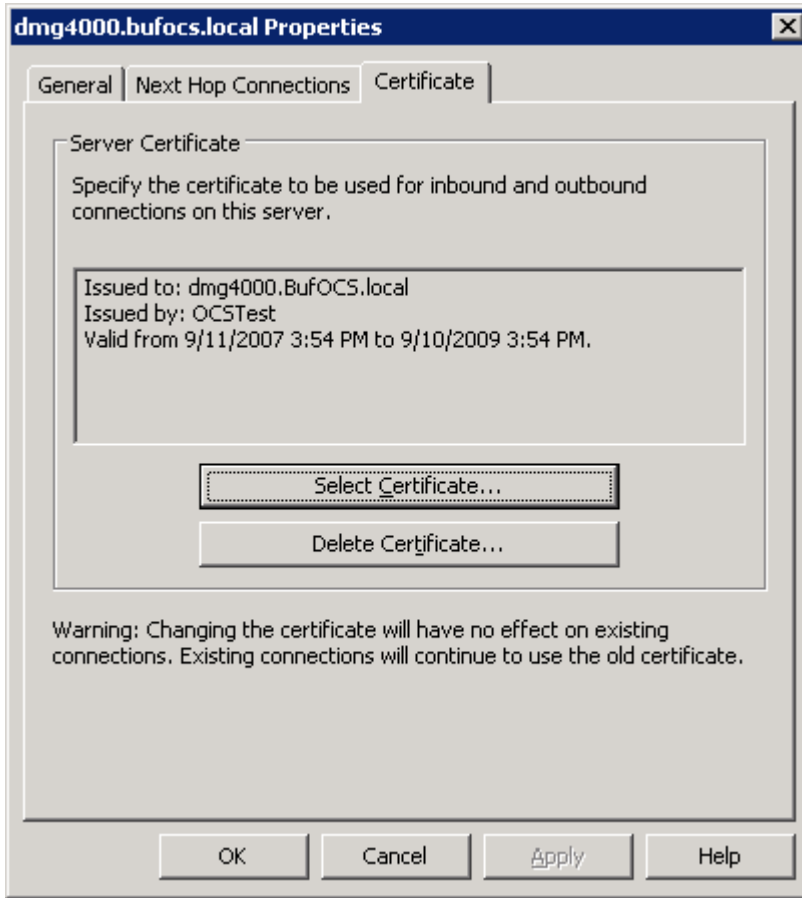 dmg4000.bufocs.local Properties
General
Next Hop Connections
Certificate
Server Certificate
Specify the certificate to be used for inbound and outbound
connections on this server.
Issued to: dmg4000.BufOCS.local
Issued by: OCSTest
Valid from 9/11/2007 3:54 PM to 9/10/2009 3:54 PM.
Select Certificate...
Delete Certificate...
Warning: Changing the certificate will have no effect on existing
connections. Existing connections will continue to use the old certificate.
OK
Cancel
Apply
Help